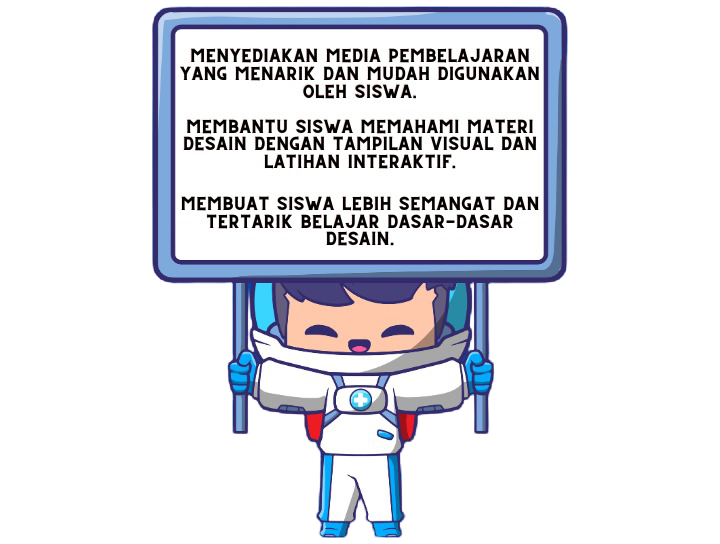 MENYEDIAKAN MEDIA PEMBELAJARAN
YANG MENARIK DAN MUDAH DIGUNAKAN
OLEH SISWA.
MEMBANTU SISWA MEMAHAMI MATERI
DESAIN DENGAN TAMPILAN VISUAL DAN
LATIHAN INTERAKTIF.
MEMBUAT SISWA LEBIH SEMANGAT DAN
TERTARIK BELAJAR DASAR-DASAR
DESAIN.